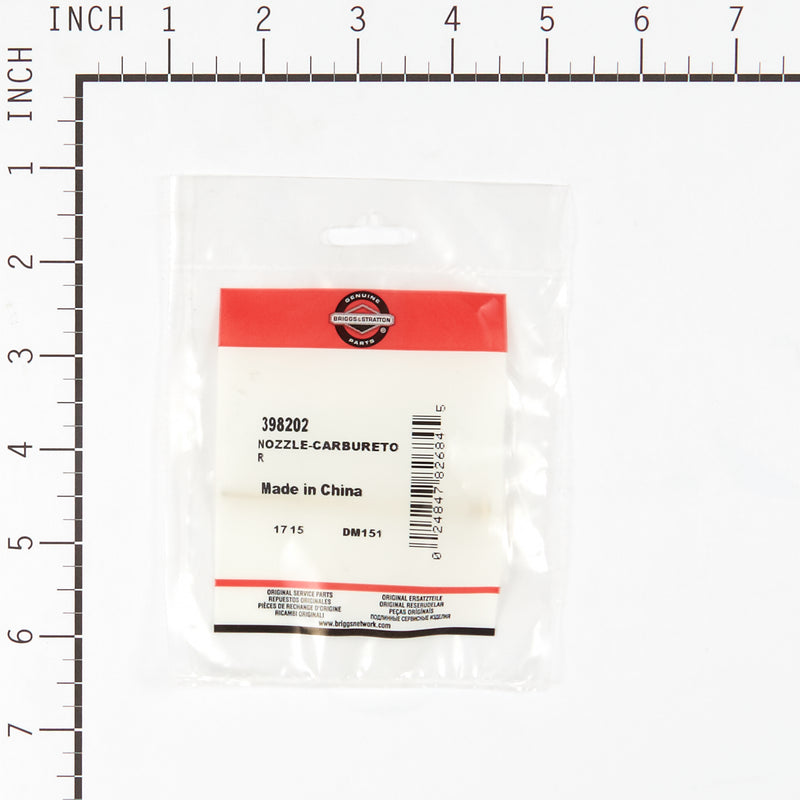 INCH 1 2 3 4 5 6 7
INCH 1 2 3 4 5 6 7
GENUINE
BRIGGS & STRATTON
®
PARTS
398202
NOZZLE-CARBURETO
R
Made in China
1715 DM151
0 24847 82684 5
ORIGINAL SERVICE PARTS
REPUESTOS ORIGINALES
PIÈCES DE RECHANGE D'ORIGINE
RICAMBI ORIGINALI
ORIGINAL ERSATZTEILE
ORIGINAL RESERUDELAR
PEÇAS ORIGINAIS
ПОДЛИННЫЕ СЕРВИСНЫЕ ИЗДЕЛИЯ
www.briggsnetwork.com